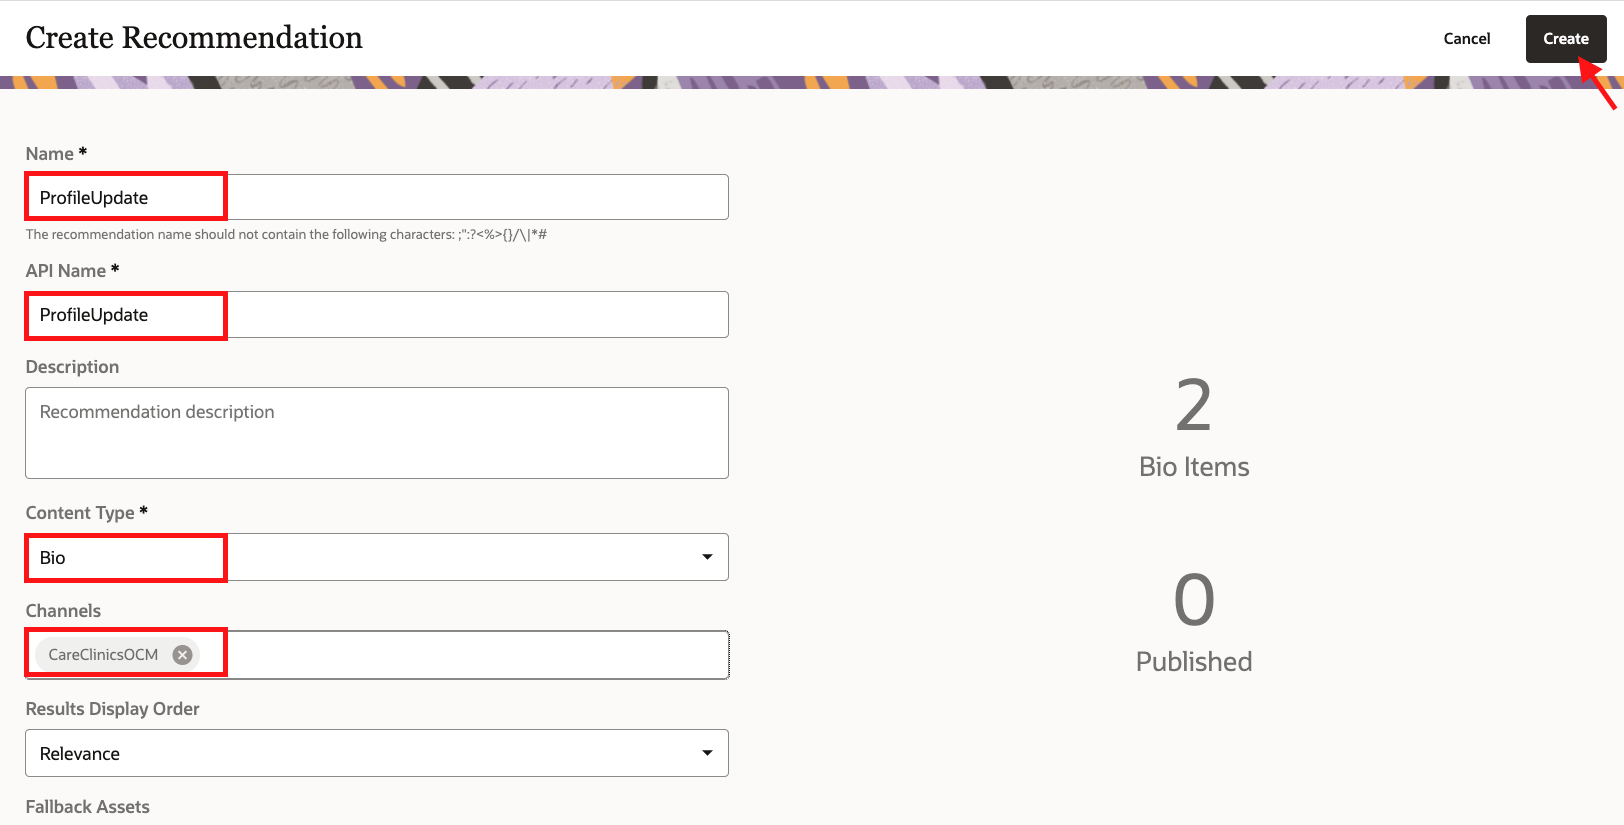 Create Recommendation
Cancel
Create
Name *
ProfileUpdate
The recommendation name should not contain the following characters: ;":?<%>{}/\|*#
API Name *
ProfileUpdate
Description
Recommendation description
Content Type *
Bio
Channels
CareClinicsOCM
Results Display Order
Relevance
Fallback Assets
2
Bio Items
0
Published